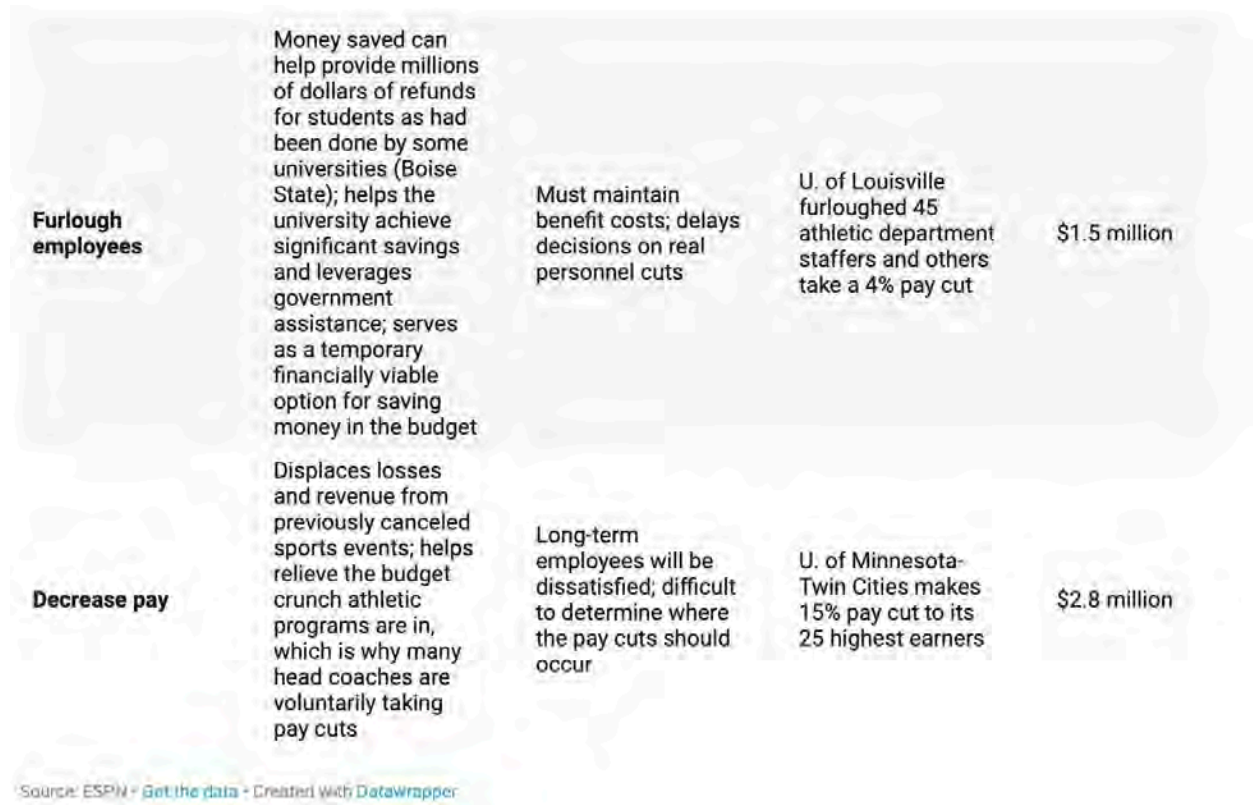 Furlough
employees
Money saved can
help provide millions
of dollars of refunds
for students as had
been done by some
universities (Boise
State); helps the
university achieve
significant savings
and leverages
government
assistance; serves
as a temporary
financially viable
option for saving
money in the budget
Must maintain
benefit costs; delays
decisions on real
personnel cuts
U. of Louisville
furloughed 45
athletic department
staffers and others
take a 4% pay cut
$1.5 million
Decrease pay
Displaces losses
and revenue from
previously canceled
sports events; helps
relieve the budget
crunch athletic
programs are in,
which is why many
head coaches are
voluntarily taking
pay cuts
Long-term
employees will be
dissatisfied; difficult
to determine where
the pay cuts should
occur
U. of Minnesota-
Twin Cities makes
15% pay cut to its
25 highest earners
$2.8 million
Source: ESPN • Get the data • Created with Datawrapper